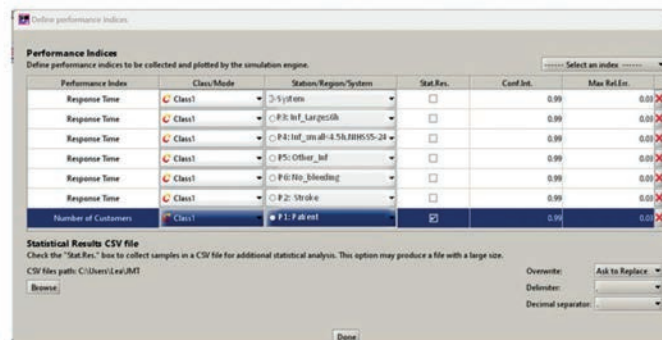 Define performance indices
Performance Indices
Define performance indices to be collected and plotted by the simulation engine.
------ Select an index ------
Performance Index Class/Mode Station/Region/System Stat.Res. Conf.Int. Max Rel.Err.
Response Time Class1 System 0.99 0.03
Response Time Class1 P3: Inf_Large≤6h 0.99 0.03
Response Time Class1 P4: Inf_small<4.5h,NIHSS5-24 0.99 0.03
Response Time Class1 P5: Other_Inf 0.99 0.03
Response Time Class1 P6: No_bleeding 0.99 0.03
Response Time Class1 P2: Stroke 0.99 0.03
Number of Customers Class1 P1: Patient 0.99 0.03
Statistical Results CSV file
Check the "Stat.Res." box to collect samples in a CSV file for additional statistical analysis. This option may produce a file with a large size.
CSV files path: C:\Users\Lea\JMT
Browse
Overwrite: Ask to Replace
Delimiter:
Decimal separator:
Done